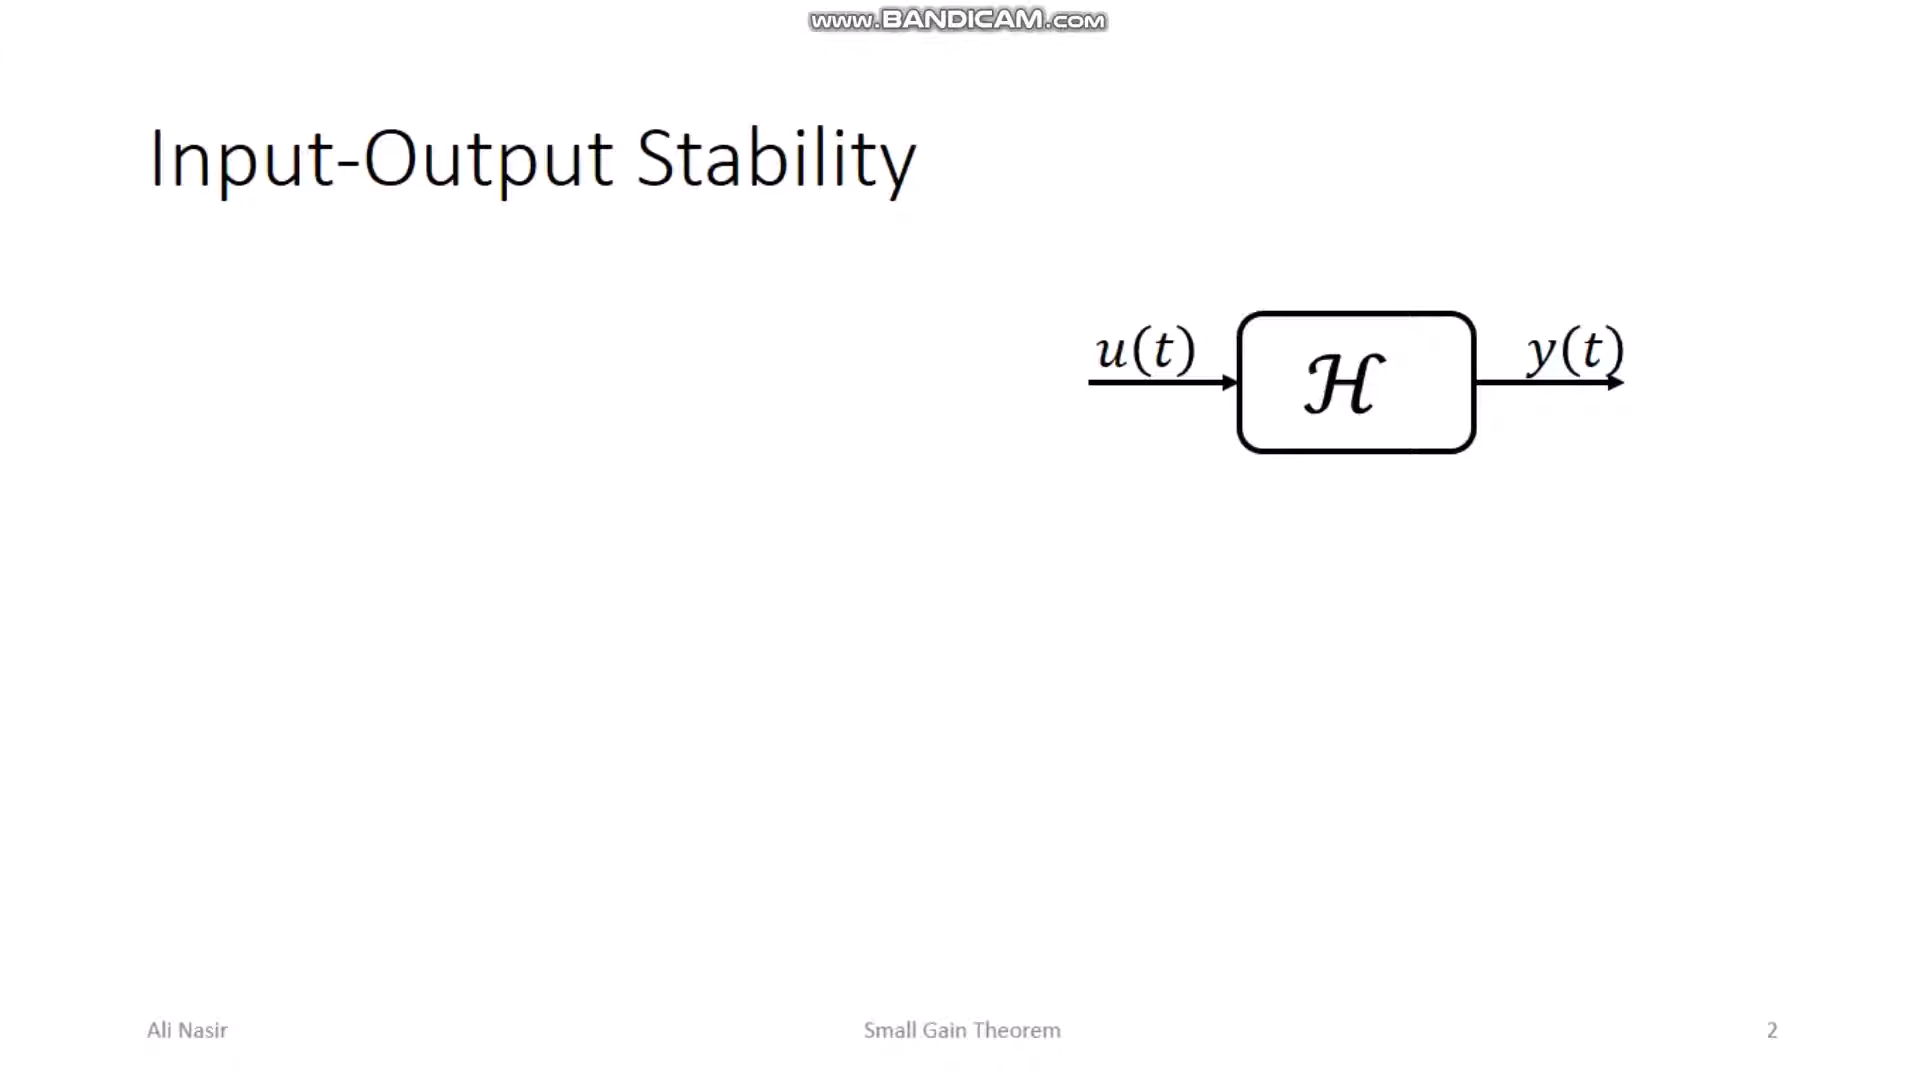 www.BANDICAM.com
Input-Output Stability
u(t)
ℋ
y(t)
Ali Nasir
Small Gain Theorem
2